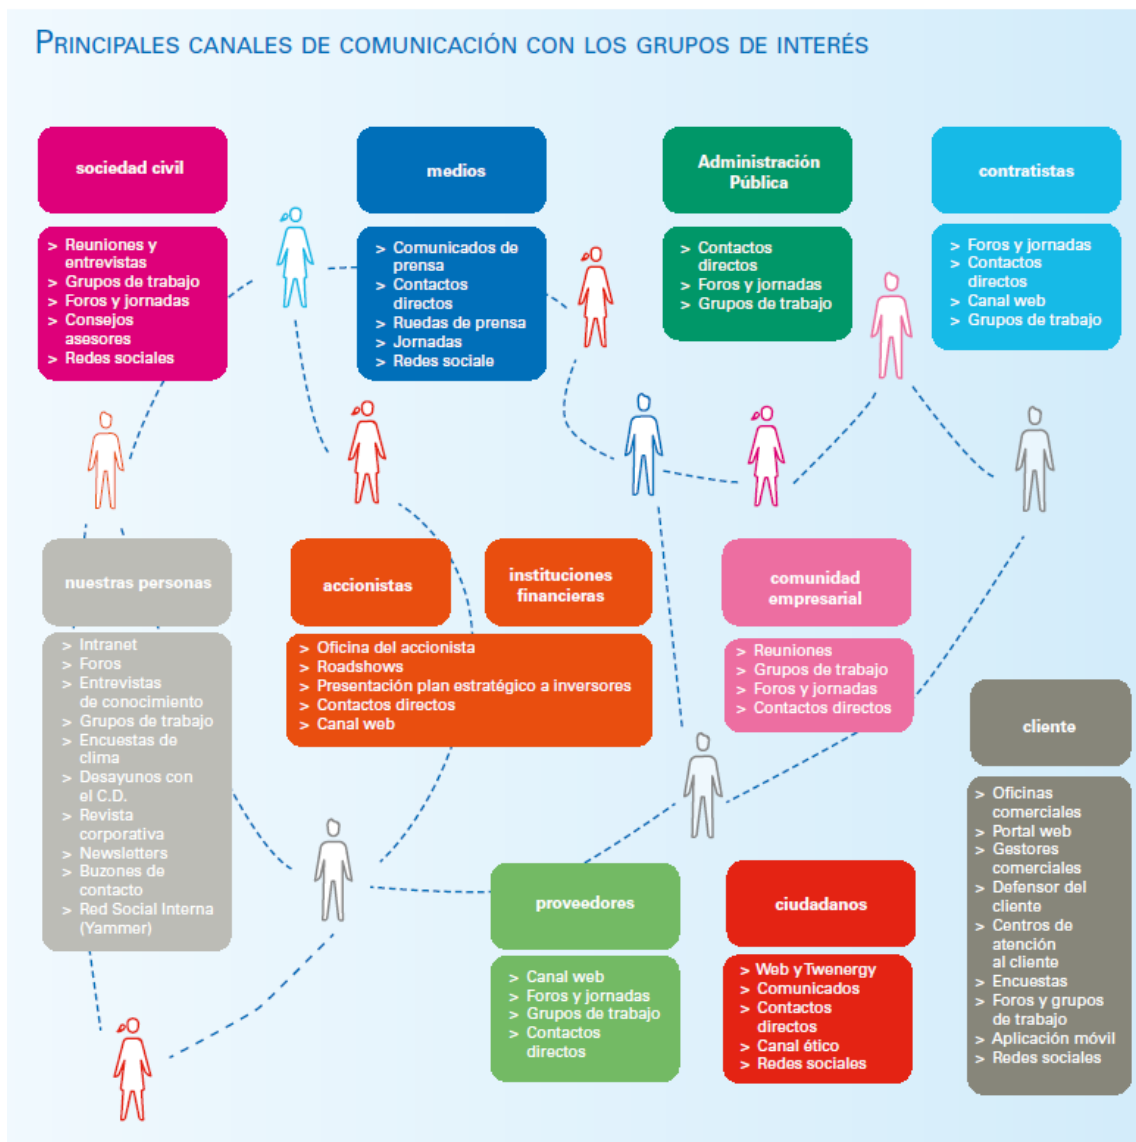 PRINCIPALES CANALES DE COMUNICACIÓN CON LOS GRUPOS DE INTERÉS
sociedad civil
> Reuniones y
entrevistas
> Grupos de trabajo
> Foros y jornadas
> Consejos
asesores
> Redes sociales
medios
> Comunicados de
prensa
> Contactos
directos
> Ruedas de prensa
> Jornadas
> Redes sociale
Administración
Pública
> Contactos
directos
> Foros y jornadas
> Grupos de trabajo
contratistas
> Foros y jornadas
> Contactos
directos
> Canal web
> Grupos de trabajo
nuestras personas
> Intranet
> Foros
> Entrevistas
de conocimiento
> Grupos de trabajo
> Encuestas de
clima
> Desayunos con
el C.D.
> Revista
corporativa
> Newsletters
> Buzones de
contacto
> Red Social Interna
(Yammer)
accionistas
instituciones
financieras
> Oficina del accionista
> Roadshows
> Presentación plan estratégico a inversores
> Contactos directos
> Canal web
comunidad
empresarial
> Reuniones
> Grupos de trabajo
> Foros y jornadas
> Contactos directos
cliente
> Oficinas
comerciales
> Portal web
> Gestores
comerciales
> Defensor del
cliente
> Centros de
atención
al cliente
> Encuestas
> Foros y grupos
de trabajo
> Aplicación móvil
> Redes sociales
proveedores
> Canal web
> Foros y jornadas
> Grupos de trabajo
> Contactos
directos
ciudadanos
> Web y Twenergy
> Comunicados
> Contactos
directos
> Canal ético
> Redes sociales